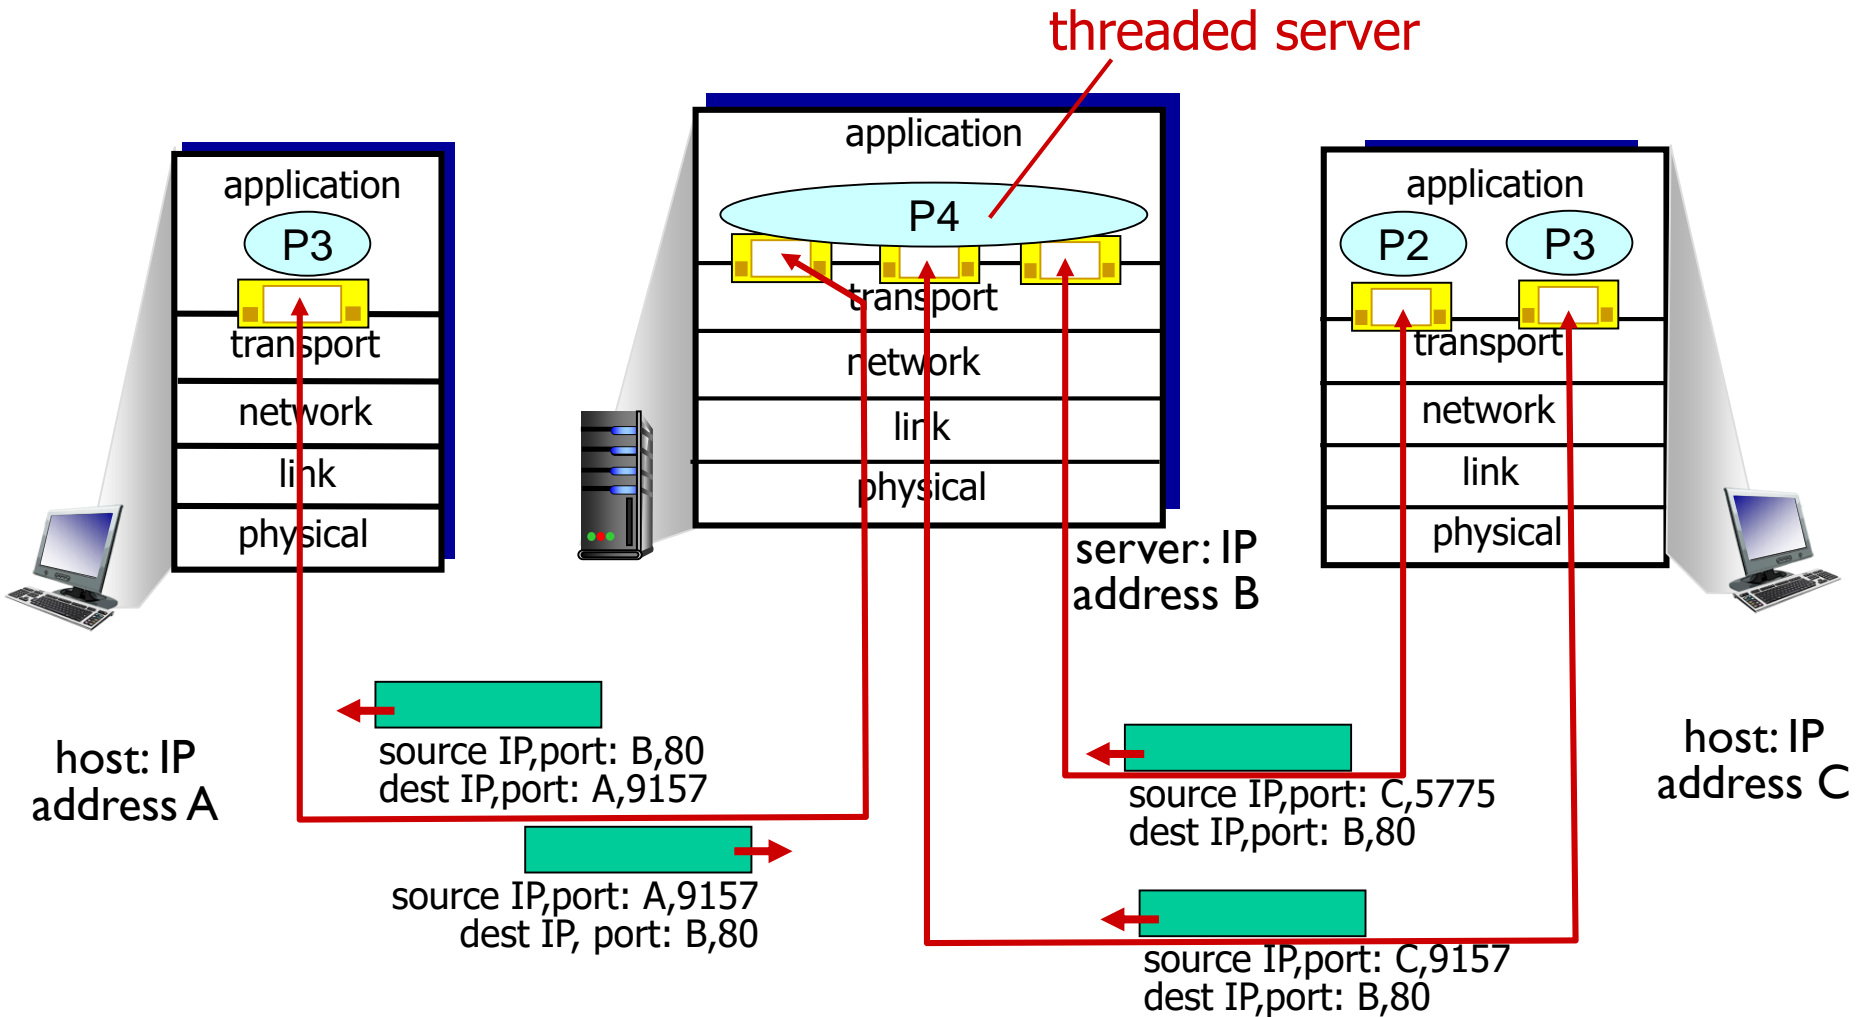 threaded server
application
P3
transport
network
link
physical
application
P4
transport
network
link
physical
application
P2
P3
transport
network
link
physical
server: IP
address B
host: IP
address A
source IP,port: B,80
dest IP,port: A,9157
source IP,port: A,9157
dest IP, port: B,80
source IP,port: C,5775
dest IP,port: B,80
source IP,port: C,9157
dest IP,port: B,80
host: IP
address C